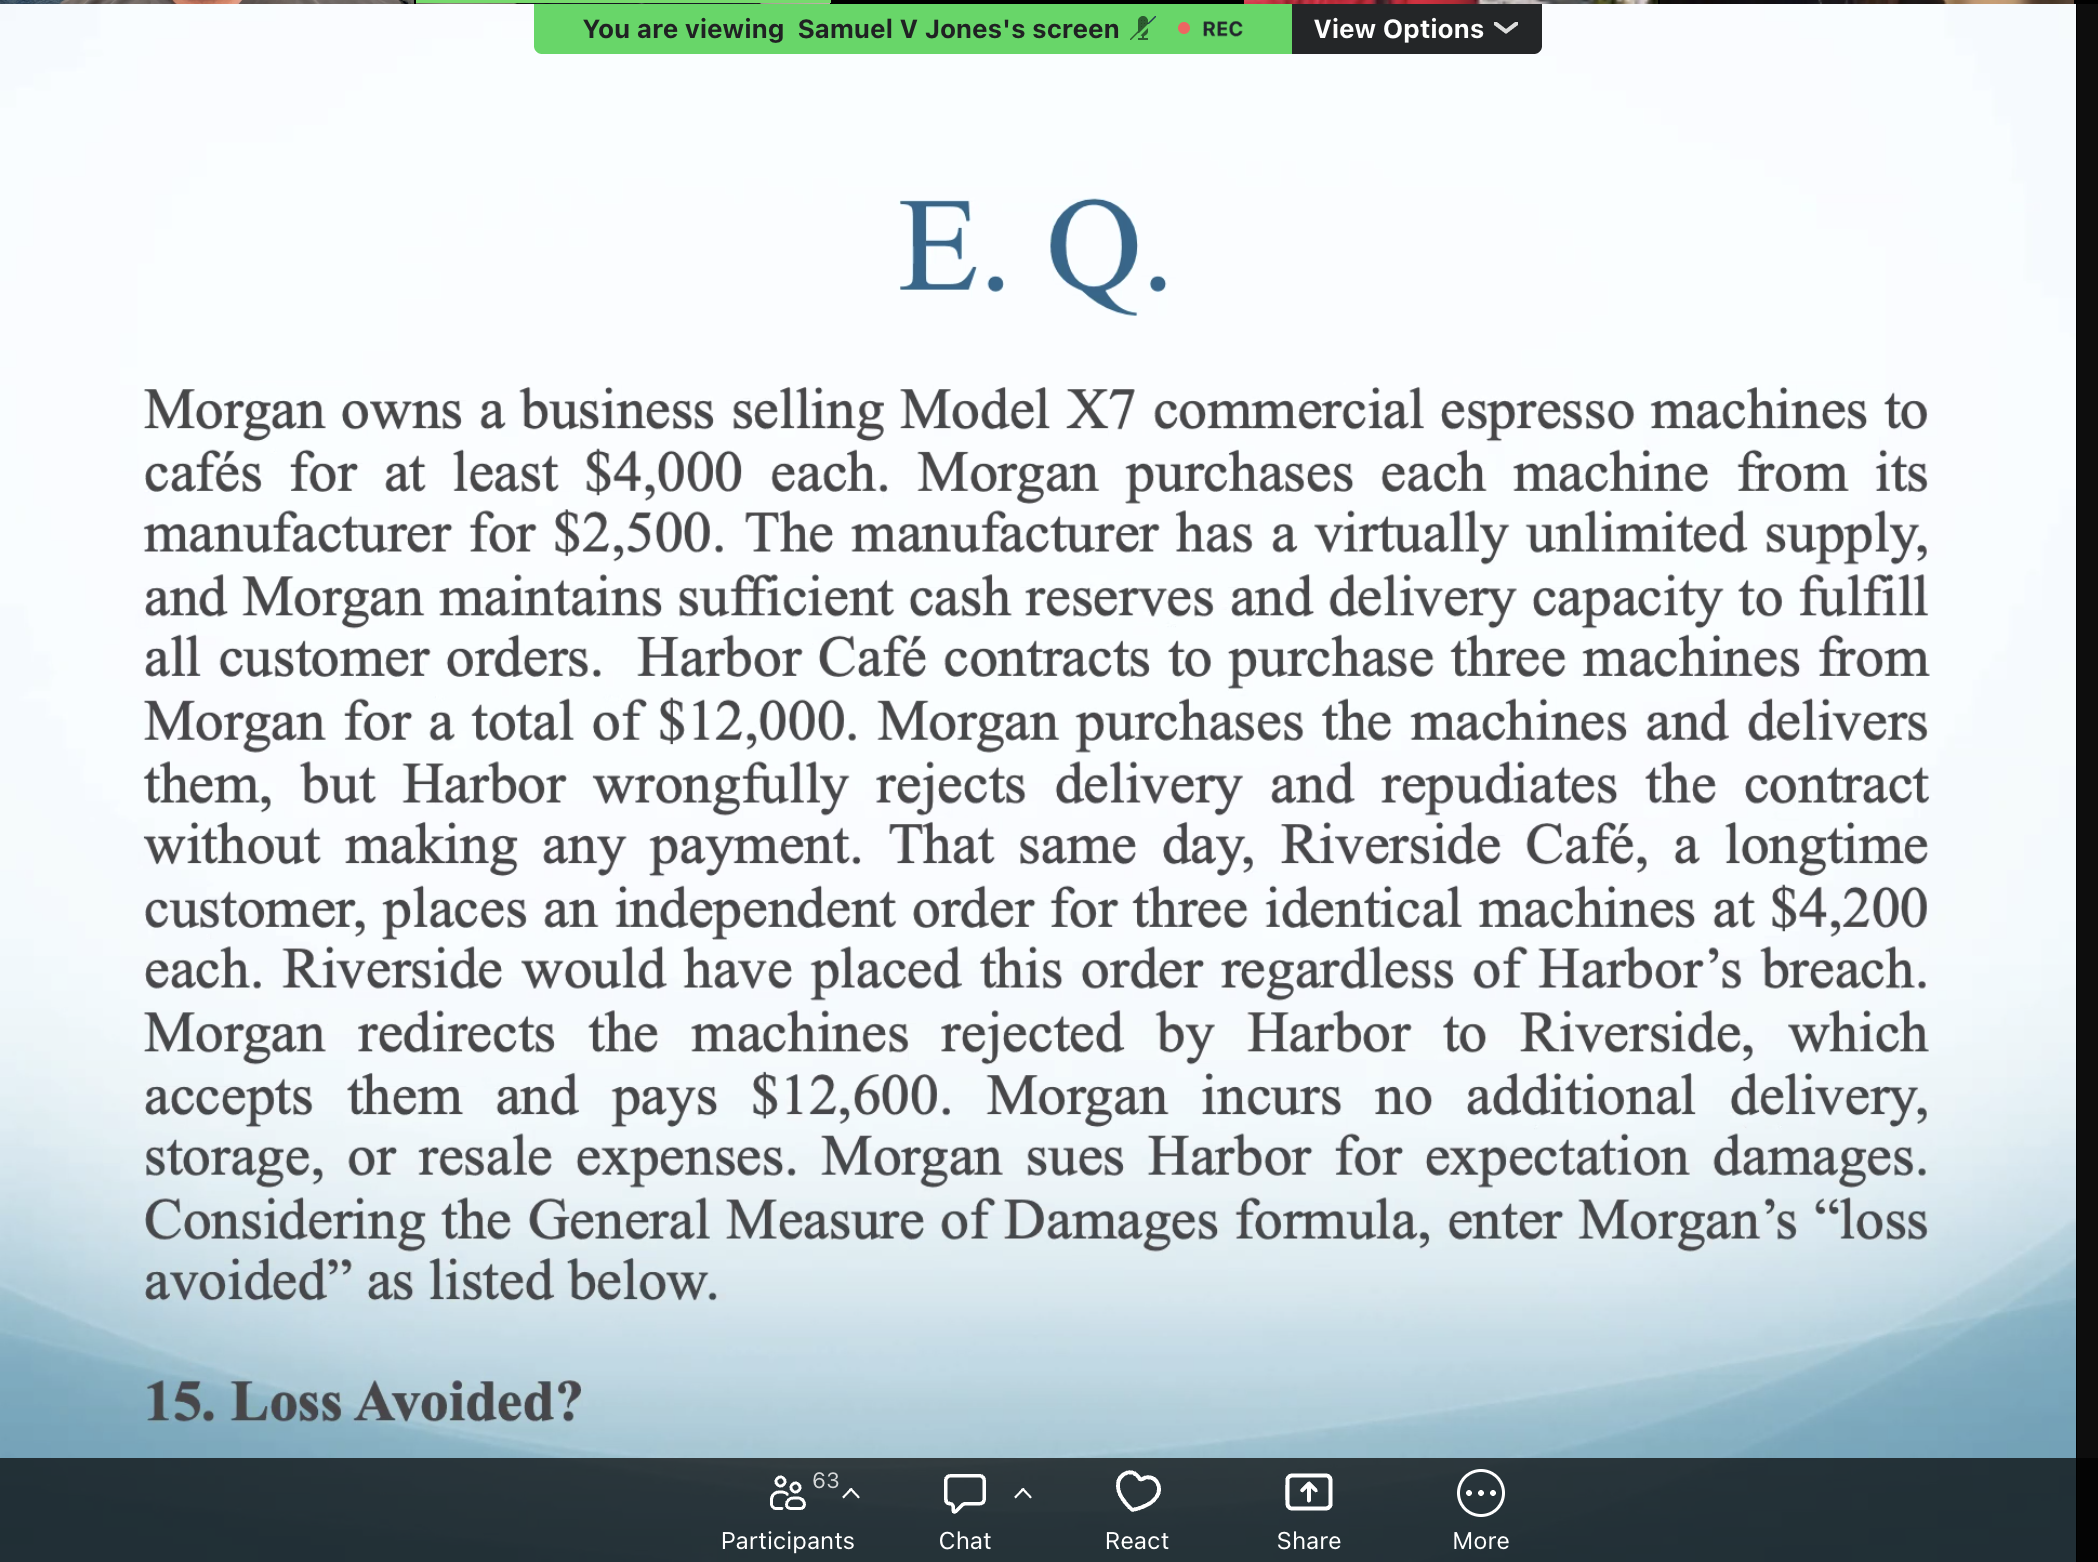 You are viewing Samuel V Jones's screen REC View Options
E. Q.
Morgan owns a business selling Model X7 commercial espresso machines to
cafés for at least $4,000 each. Morgan purchases each machine from its
manufacturer for $2,500. The manufacturer has a virtually unlimited supply,
and Morgan maintains sufficient cash reserves and delivery capacity to fulfill
all customer orders. Harbor Café contracts to purchase three machines from
Morgan for a total of $12,000. Morgan purchases the machines and delivers
them, but Harbor wrongfully rejects delivery and repudiates the contract
without making any payment. That same day, Riverside Café, a longtime
customer, places an independent order for three identical machines at $4,200
each. Riverside would have placed this order regardless of Harbor’s breach.
Morgan redirects the machines rejected by Harbor to Riverside, which
accepts them and pays $12,600. Morgan incurs no additional delivery,
storage, or resale expenses. Morgan sues Harbor for expectation damages.
Considering the General Measure of Damages formula, enter Morgan’s “loss
avoided” as listed below.
15. Loss Avoided?
63
Participants Chat React Share More